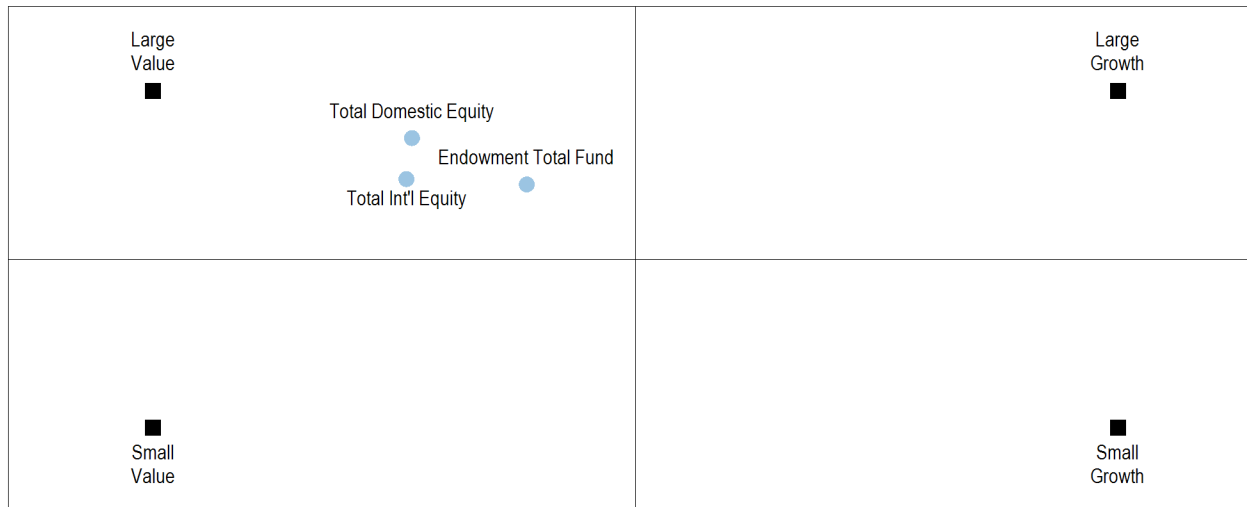 Large
Value
Large
Growth
Total Domestic Equity
Endowment Total Fund
Total Int'l Equity
Small
Value
Small
Growth